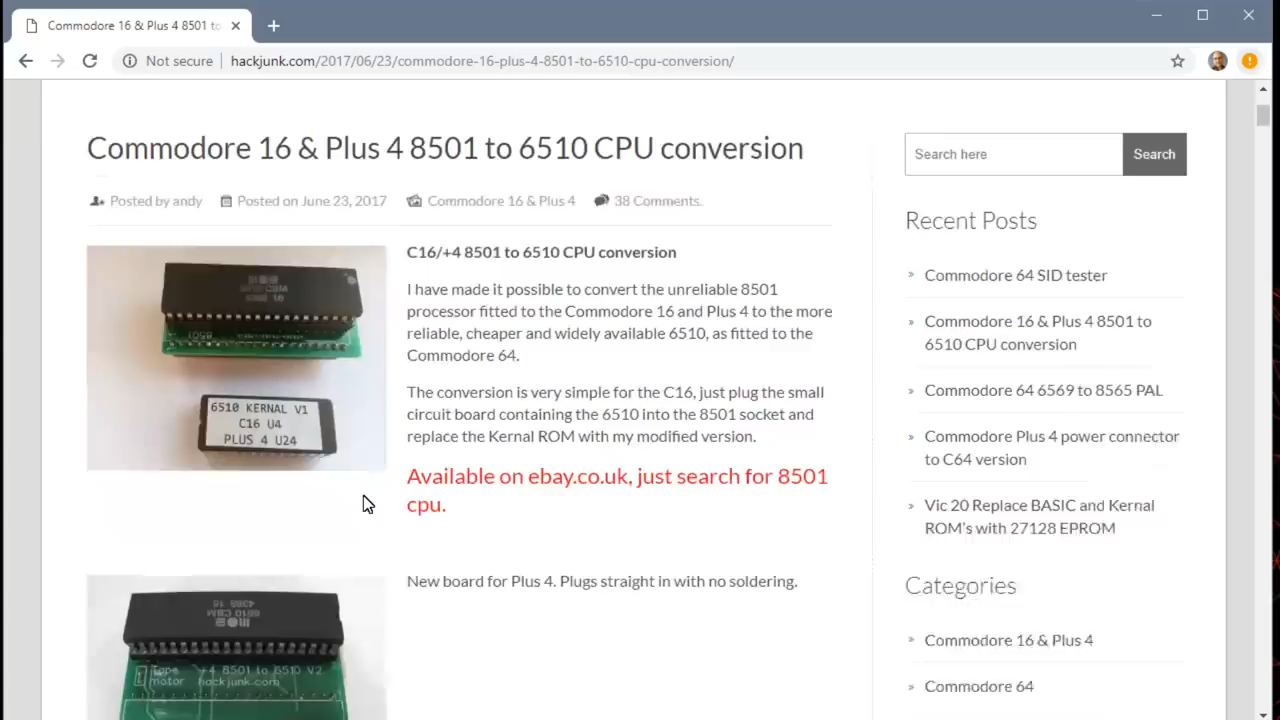 Commodore 16 & Plus 4 8501 to
Not secure
hackjunk.com/2017/06/23/commodore-16-plus-4-8501-to-6510-cpu-conversion/
Commodore 16 & Plus 4 8501 to 6510 CPU conversion
Posted by andy
Posted on June 23, 2017
Commodore 16 & Plus 4
38 Comments.
C16/+4 8501 to 6510 CPU conversion
I have made it possible to convert the unreliable 8501
processor fitted to the Commodore 16 and Plus 4 to the more
reliable, cheaper and widely available 6510, as fitted to the
Commodore 64.
The conversion is very simple for the C16, just plug the small
circuit board containing the 6510 into the 8501 socket and
replace the Kernal ROM with my modified version.
Available on ebay.co.uk, just search for 8501
cpu.
6510 KERNAL V1
C16 U4
PLUS 4 U24
New board for Plus 4. Plugs straight in with no soldering.
6510 CBM
Tape +4 8501 to 6510 V2
motor hackjunk.com
Search here
Search
Recent Posts
Commodore 64 SID tester
Commodore 16 & Plus 4 8501 to
6510 CPU conversion
Commodore 64 6569 to 8565 PAL
Commodore Plus 4 power connector
to C64 version
Vic 20 Replace BASIC and Kernal
ROM's with 27128 EPROM
Categories
Commodore 16 & Plus 4
Commodore 64